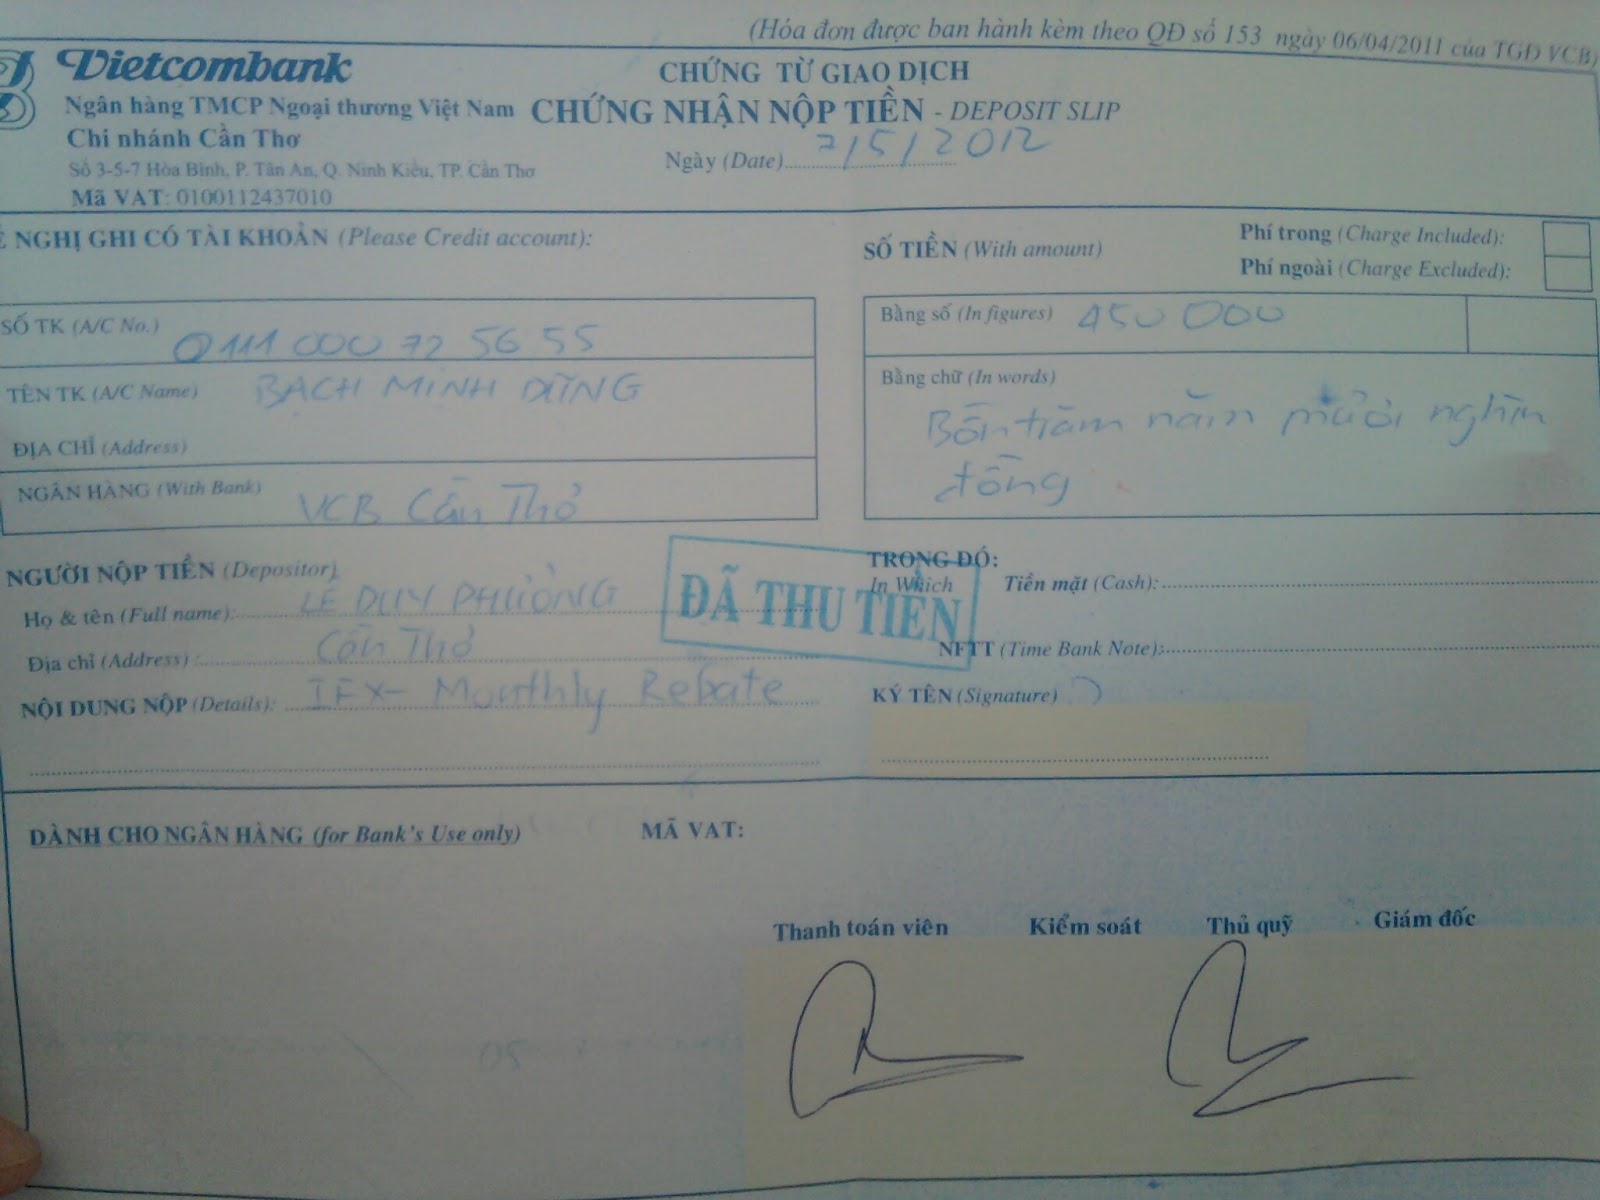 (Hóa đơn được ban hành kèm theo QĐ số 153 ngày 06/04/2011 của TGĐ VCB)
Vietcombank
Ngân hàng TMCP Ngoại thương Việt Nam
Chi nhánh Cần Thơ
Số 3-5-7 Hòa Bình, P. Tân An, Q. Ninh Kiều, TP. Cần Thơ
Mã VAT: 0100112437010
CHỨNG TỪ GIAO DỊCH
CHỨNG NHẬN NỘP TIỀN - DEPOSIT SLIP
Ngày (Date) 7/5/2012
NGHỊ GHI CÓ TÀI KHOẢN (Please Credit account):
SỐ TK (A/C No.) 0111 000 72 56 55
TÊN TK (A/C Name) BẠCH MINH DŨNG
ĐỊA CHỈ (Address)
NGÂN HÀNG (With Bank) VCB Cần Thơ
SỐ TIỀN (With amount)
Phí trong (Charge Included):
Phí ngoài (Charge Excluded):
Bằng số (In figures) 450 000
Bằng chữ (In words)
Bốn trăm năm mươi nghìn
đồng
NGƯỜI NỘP TIỀN (Depositor)
Họ & tên (Full name): LÊ DUY PHƯƠNG
Địa chỉ (Address) : Cần Thơ
NỘI DUNG NỘP (Details): IFX- Monthly Rebate
ĐÃ THU TIỀN
TRONG ĐÓ:
In Which Tiền mặt (Cash):
NFTT (Time Bank Note):
KÝ TÊN (Signature)
DÀNH CHO NGÂN HÀNG (for Bank's Use only) MÃ VAT:
Thanh toán viên Kiểm soát Thủ quỹ Giám đốc